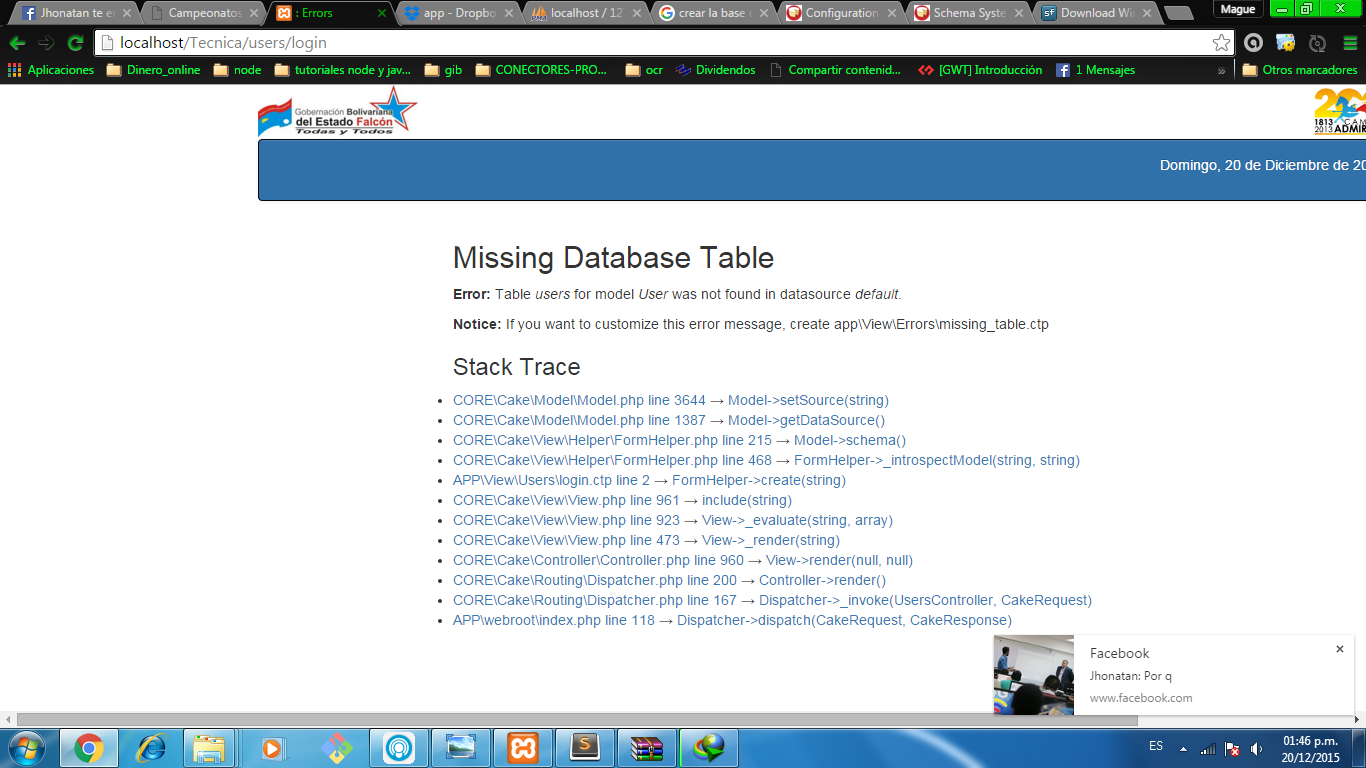 Jhonatan te en
Campeonatos
: Errors
app - Dropbo
localhost / 12
crear la base d
Configuration
Schema Syste
Download Win
Mague
localhost/Tecnica/users/login
Aplicaciones
Dinero_online
node
tutoriales node y jav...
gib
CONECTORES-PRO...
ocr
Dividendos
Compartir contenid...
[GWT] Introducción
1 Mensajes
»
Otros marcadores
Gobernación Bolivariana
del Estado Falcón
Todas y Todos
1813 CAM
2013 ADMIR
Domingo, 20 de Diciembre de 20
Missing Database Table
Error: Table users for model User was not found in datasource default.
Notice: If you want to customize this error message, create app\View\Errors\missing_table.ctp
Stack Trace
CORE\Cake\Model\Model.php line 3644 → Model->setSource(string)
CORE\Cake\Model\Model.php line 1387 → Model->getDataSource()
CORE\Cake\View\Helper\FormHelper.php line 215 → Model->schema()
CORE\Cake\View\Helper\FormHelper.php line 468 → FormHelper->_introspectModel(string, string)
APP\View\Users\login.ctp line 2 → FormHelper->create(string)
CORE\Cake\View\View.php line 961 → include(string)
CORE\Cake\View\View.php line 923 → View->_evaluate(string, array)
CORE\Cake\View\View.php line 473 → View->_render(string)
CORE\Cake\Controller\Controller.php line 960 → View->render(null, null)
CORE\Cake\Routing\Dispatcher.php line 200 → Controller->render()
CORE\Cake\Routing\Dispatcher.php line 167 → Dispatcher->_invoke(UsersController, CakeRequest)
APP\webroot\index.php line 118 → Dispatcher->dispatch(CakeRequest, CakeResponse)
Facebook
Jhonatan: Por q
www.facebook.com
ES
01:46 p.m.
20/12/2015